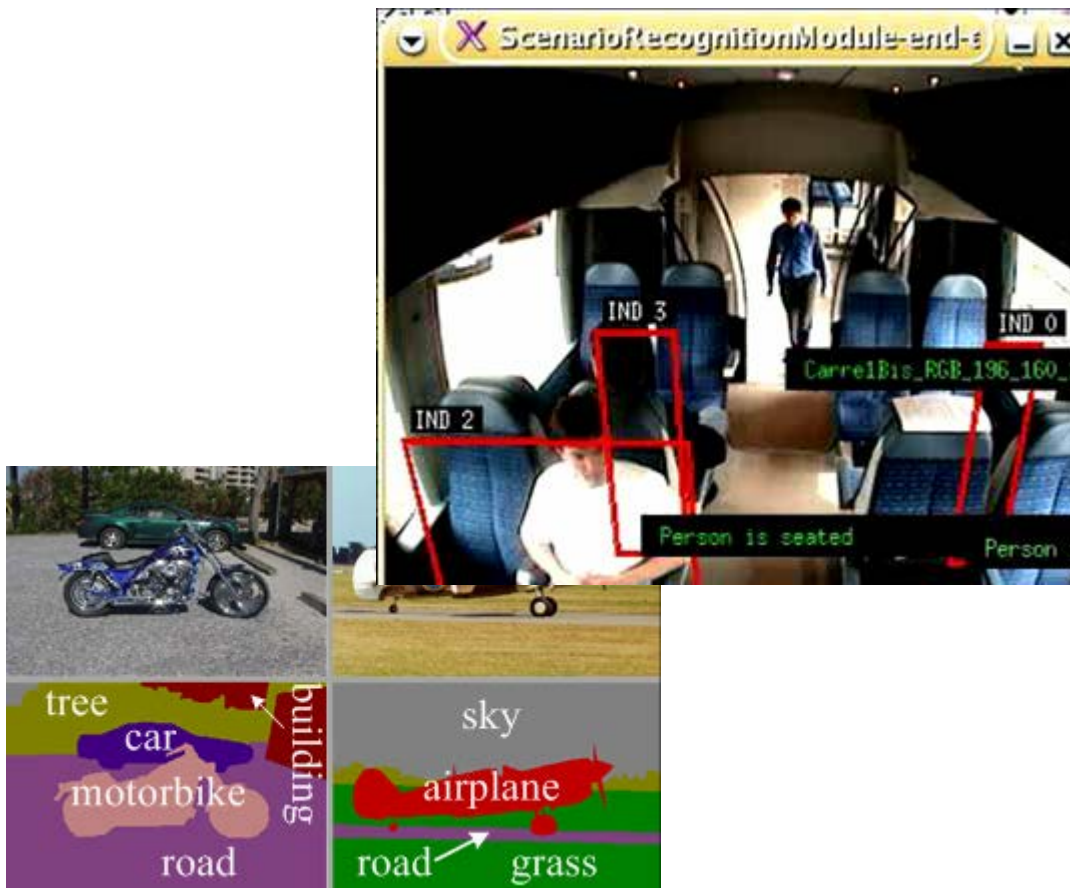 ScenarioRecognitionModule-end-
IND 3
IND 0
Carre1Bis_RGB_196_160_
IND 2
Person is seated
Person
tree
building
car
motorbike
road
sky
airplane
road
grass